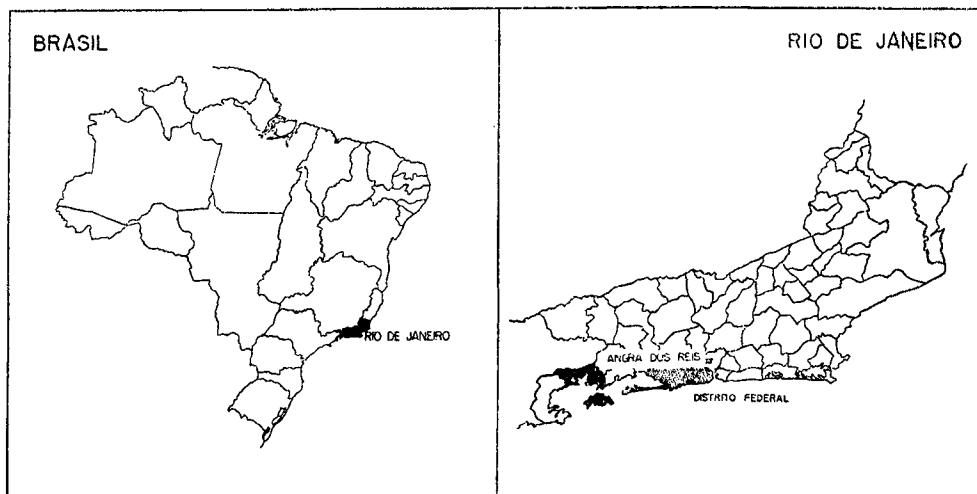 BRASIL
RIO DE JANEIRO
RIO DE JANEIRO
ANGRA DOS REIS
DISTRITO FEDERAL